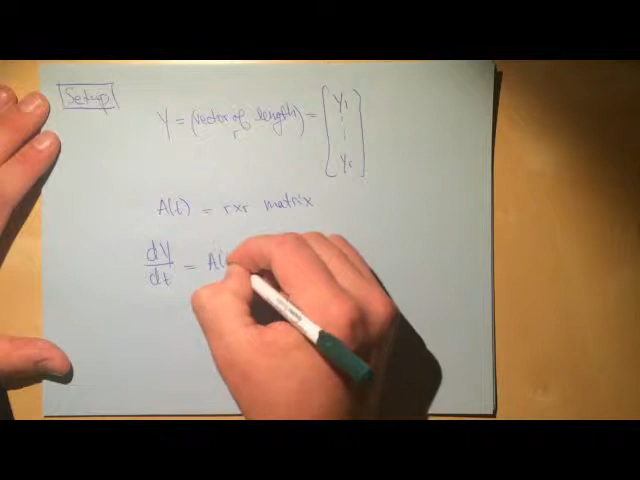 Setup
Y = (vector of length r) = [y1 ⋮ yr]
A(t) = r×r matrix
dY/dt = A(